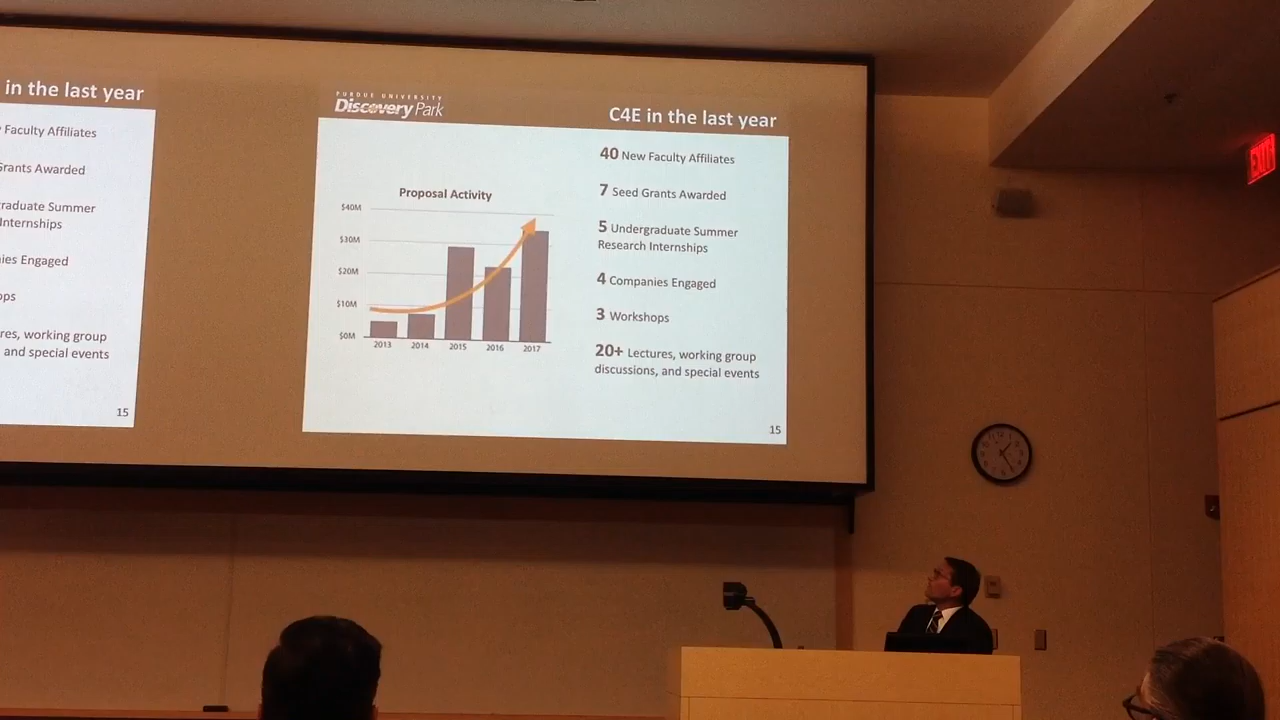 in the last year
Faculty Affiliates
Grants Awarded
raduate Summer
Internships
ies Engaged
ops
res, working group
and special events
15
PURDUE UNIVERSITY
Discovery Park
C4E in the last year
Proposal Activity
$40M
$30M
$20M
$10M
$0M
2013 2014 2015 2016 2017
40 New Faculty Affiliates
7 Seed Grants Awarded
5 Undergraduate Summer
Research Internships
4 Companies Engaged
3 Workshops
20+ Lectures, working group
discussions, and special events
15
EXIT